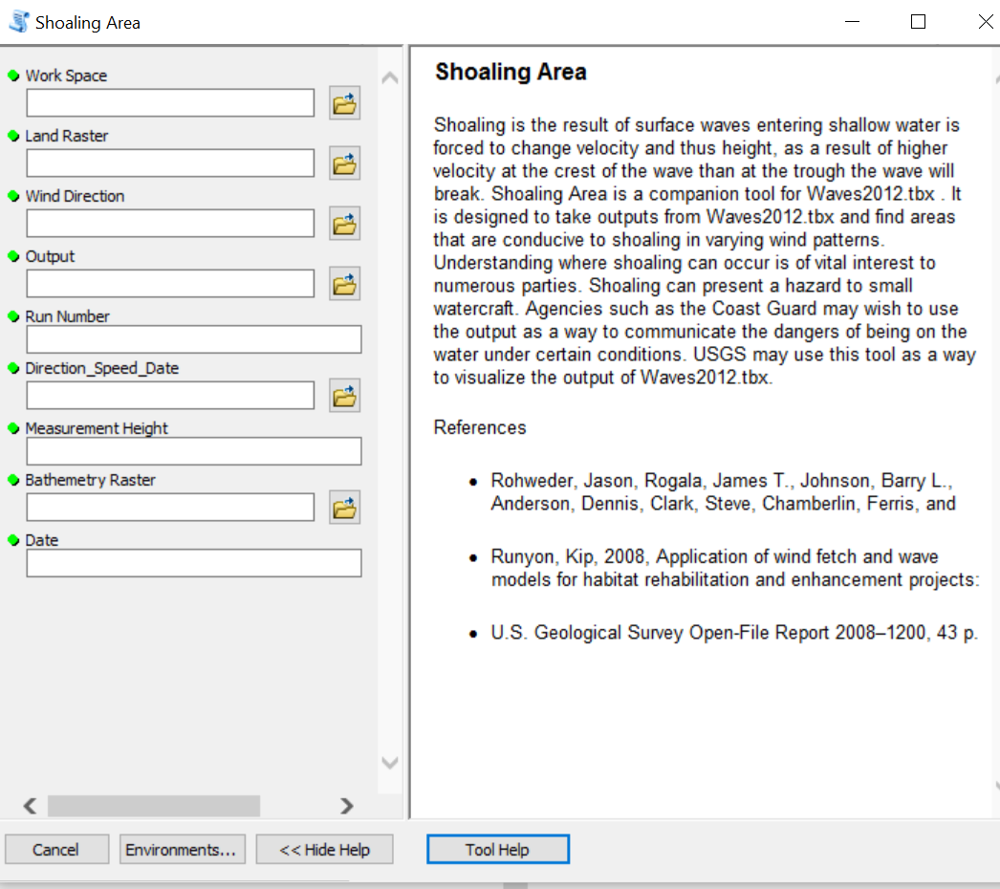 Shoaling Area
Work Space
Land Raster
Wind Direction
Output
Run Number
Direction_Speed_Date
Measurement Height
Bathemetry Raster
Date
Cancel
Environments...
<< Hide Help
Shoaling Area
Shoaling is the result of surface waves entering shallow water is
forced to change velocity and thus height, as a result of higher
velocity at the crest of the wave than at the trough the wave will
break. Shoaling Area is a companion tool for Waves2012.tbx . It
is designed to take outputs from Waves2012.tbx and find areas
that are conducive to shoaling in varying wind patterns.
Understanding where shoaling can occur is of vital interest to
numerous parties. Shoaling can present a hazard to small
watercraft. Agencies such as the Coast Guard may wish to use
the output as a way to communicate the dangers of being on the
water under certain conditions. USGS may use this tool as a way
to visualize the output of Waves2012.tbx.
References
• Rohweder, Jason, Rogala, James T., Johnson, Barry L.,
Anderson, Dennis, Clark, Steve, Chamberlin, Ferris, and
• Runyon, Kip, 2008, Application of wind fetch and wave
models for habitat rehabilitation and enhancement projects:
• U.S. Geological Survey Open-File Report 2008–1200, 43 p.
Tool Help